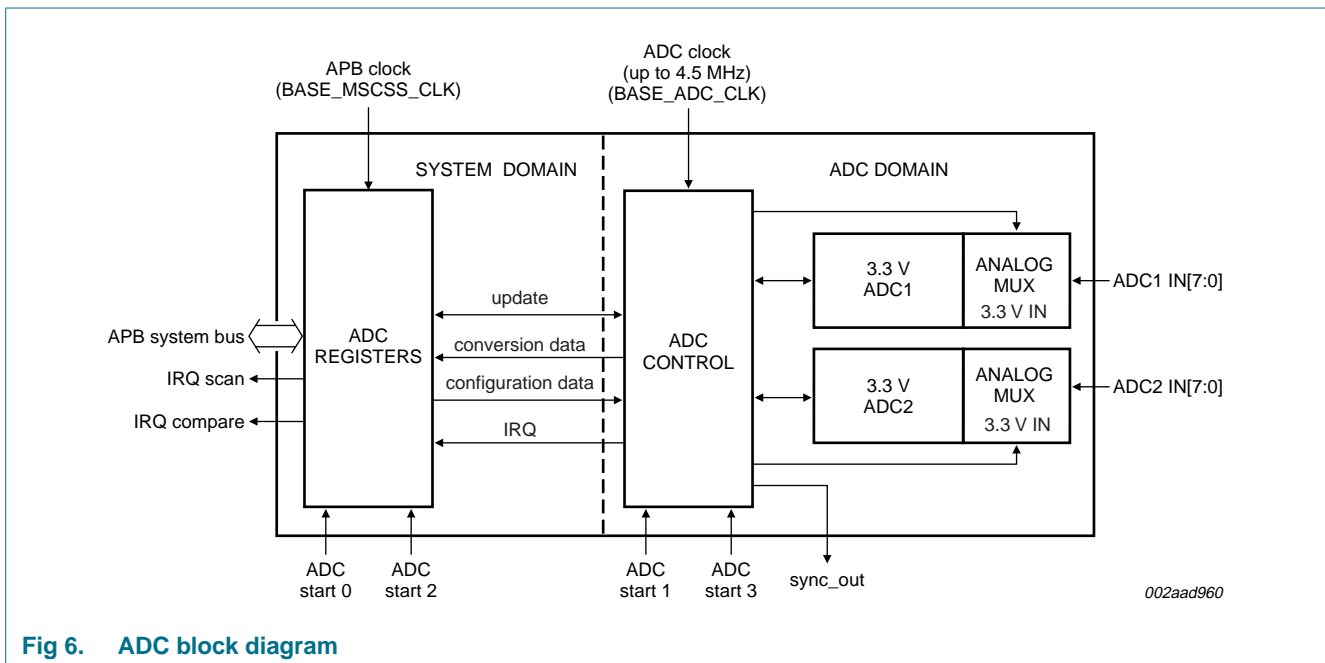 APB clock
(BASE_MSCSS_CLK)
ADC clock
(up to 4.5 MHz)
(BASE_ADC_CLK)
SYSTEM DOMAIN
ADC DOMAIN
APB system bus
IRQ scan
IRQ compare
ADC
REGISTERS
update
conversion data
configuration data
IRQ
ADC
CONTROL
3.3 V
ADC1
ANALOG
MUX
3.3 V IN
ADC1 IN[7:0]
3.3 V
ADC2
ANALOG
MUX
3.3 V IN
ADC2 IN[7:0]
ADC
start 0
ADC
start 2
ADC
start 1
ADC
start 3
sync_out
002aad960
Fig 6. ADC block diagram